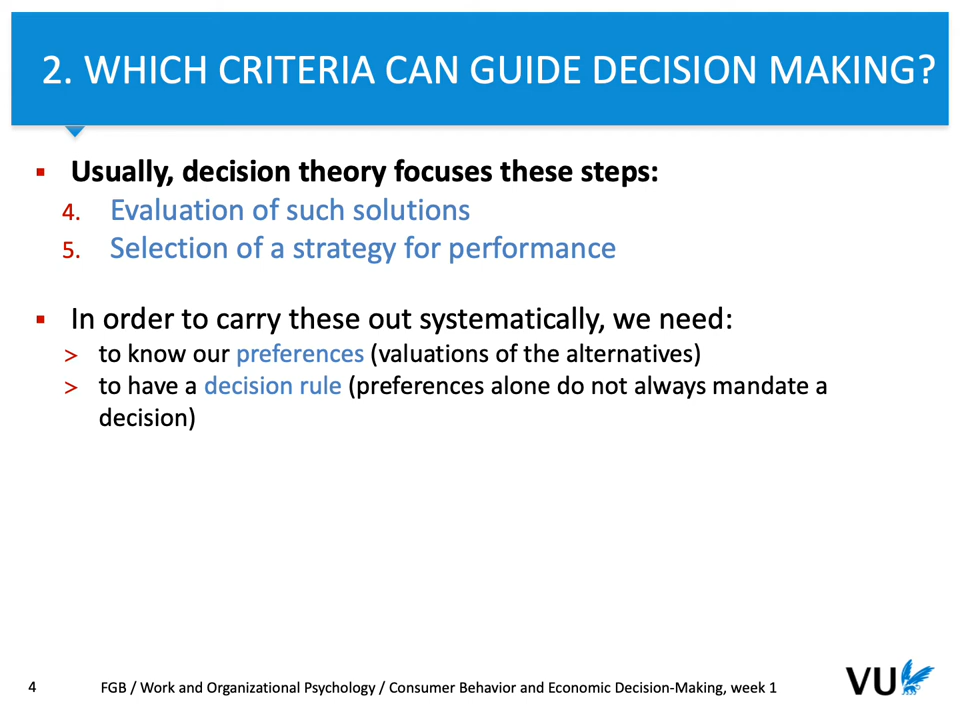 2. WHICH CRITERIA CAN GUIDE DECISION MAKING?
▪ Usually, decision theory focuses these steps:
4. Evaluation of such solutions
5. Selection of a strategy for performance
▪ In order to carry these out systematically, we need:
> to know our preferences (valuations of the alternatives)
> to have a decision rule (preferences alone do not always mandate a
decision)
4 FGB / Work and Organizational Psychology / Consumer Behavior and Economic Decision-Making, week 1
VU